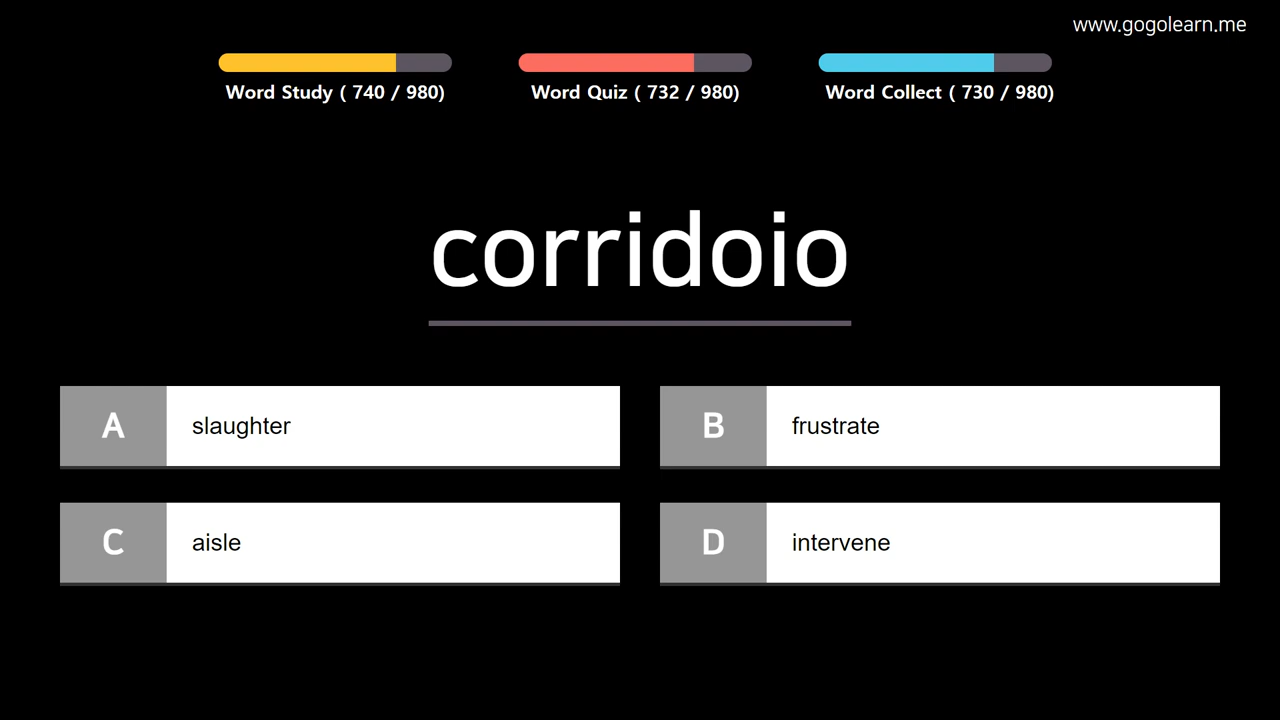 www.gogolearn.me
Word Study ( 740 / 980)
Word Quiz ( 732 / 980)
Word Collect ( 730 / 980)
corridoio
A slaughter
B frustrate
C aisle
D intervene